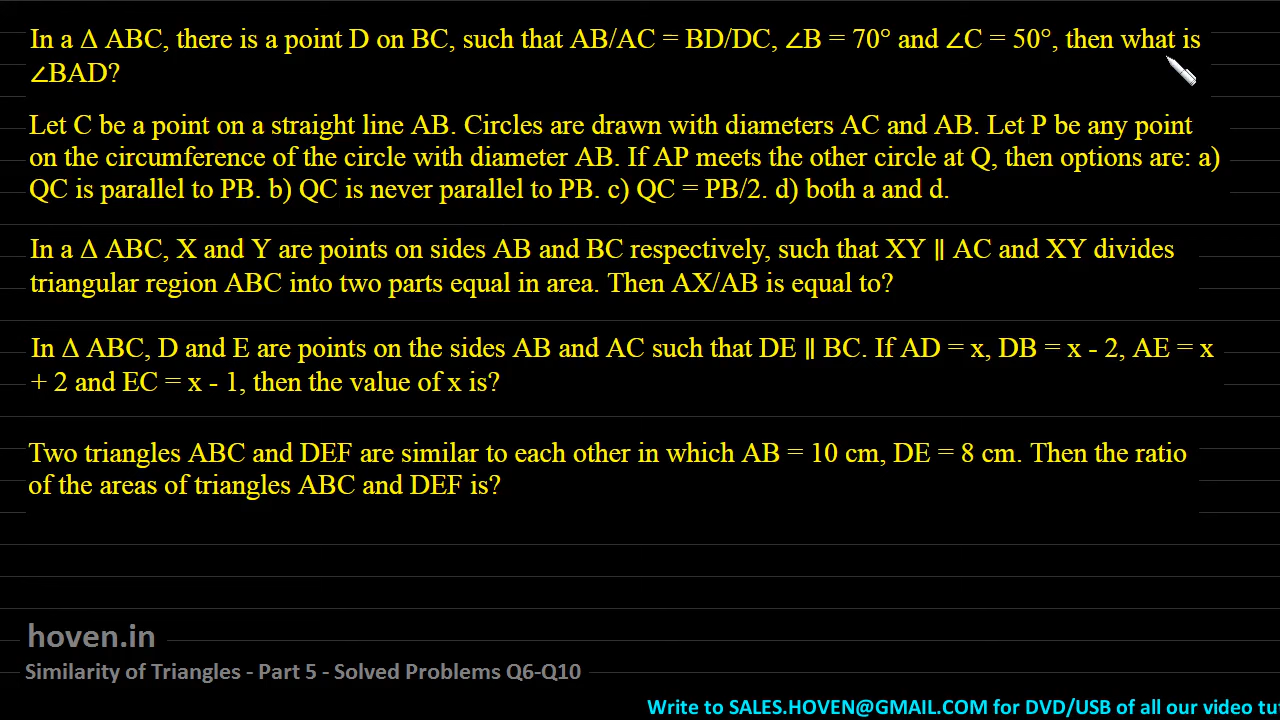 In a Δ ABC, there is a point D on BC, such that AB/AC = BD/DC, ∠B = 70° and ∠C = 50°, then what is
∠BAD?
Let C be a point on a straight line AB. Circles are drawn with diameters AC and AB. Let P be any point
on the circumference of the circle with diameter AB. If AP meets the other circle at Q, then options are: a)
QC is parallel to PB. b) QC is never parallel to PB. c) QC = PB/2. d) both a and d.
In a Δ ABC, X and Y are points on sides AB and BC respectively, such that XY ∥ AC and XY divides
triangular region ABC into two parts equal in area. Then AX/AB is equal to?
In Δ ABC, D and E are points on the sides AB and AC such that DE ∥ BC. If AD = x, DB = x - 2, AE = x
+ 2 and EC = x - 1, then the value of x is?
Two triangles ABC and DEF are similar to each other in which AB = 10 cm, DE = 8 cm. Then the ratio
of the areas of triangles ABC and DEF is?
hoven.in
Similarity of Triangles - Part 5 - Solved Problems Q6-Q10
Write to SALES.HOVEN@GMAIL.COM for DVD/USB of all our video tu